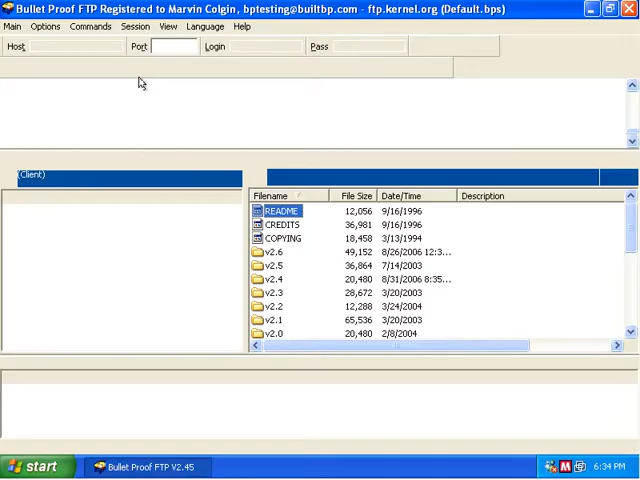 Bullet Proof FTP Registered to Marvin Colgin, bptesting@builtbp.com - ftp.kernel.org (Default.bps)
Main Options Commands Session View Language Help
Host Port Login Pass
(Client)
Filename File Size Date/Time Description
README 12,056 9/16/1996
CREDITS 36,981 9/16/1996
COPYING 18,458 3/13/1994
v2.6 49,152 8/26/2006 12:3...
v2.5 36,864 7/14/2003
v2.4 20,480 8/31/2006 8:35...
v2.3 28,672 3/20/2003
v2.2 12,288 3/24/2004
v2.1 65,536 3/20/2003
v2.0 20,480 2/8/2004
start Bullet Proof FTP V2.45 6:34 PM